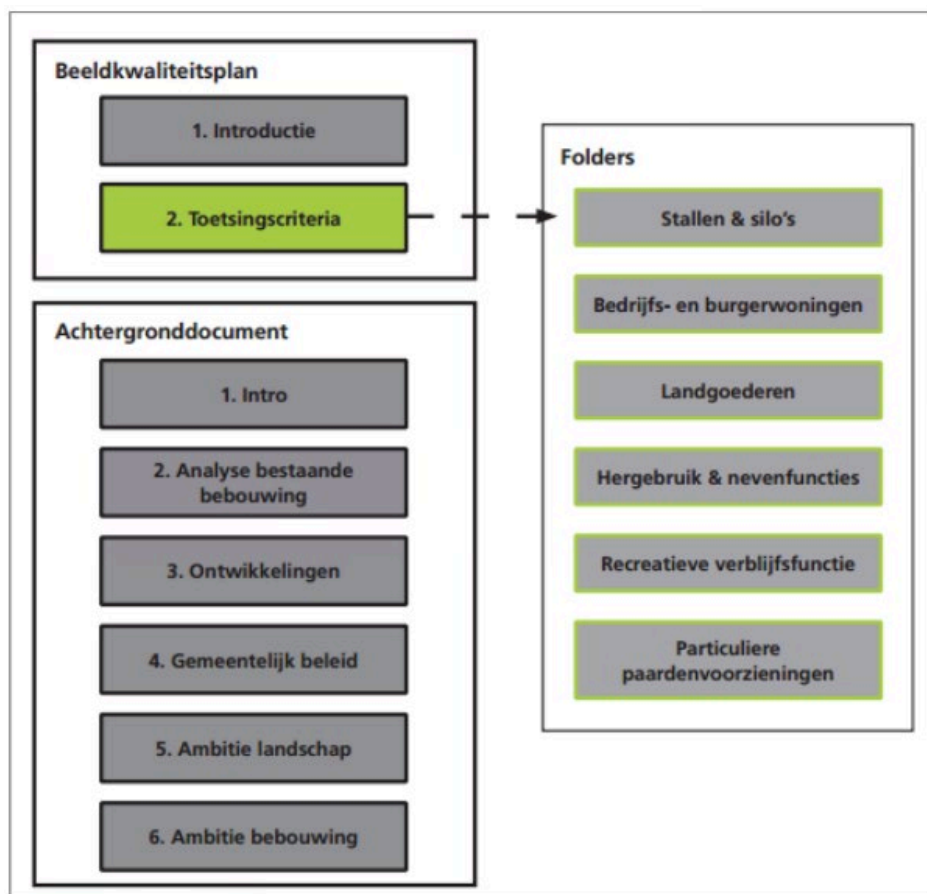 Beeldkwaliteitsplan
1. Introductie
2. Toetsingscriteria
Achtergronddocument
1. Intro
2. Analyse bestaande
bebouwing
3. Ontwikkelingen
4. Gemeentelijk beleid
5. Ambitie landschap
6. Ambitie bebouwing
Folders
Stallen & silo's
Bedrijfs- en burgerwoningen
Landgoederen
Hergebruik & nevenfuncties
Recreatieve verblijfsfunctie
Particuliere
paardenvoorzieningen